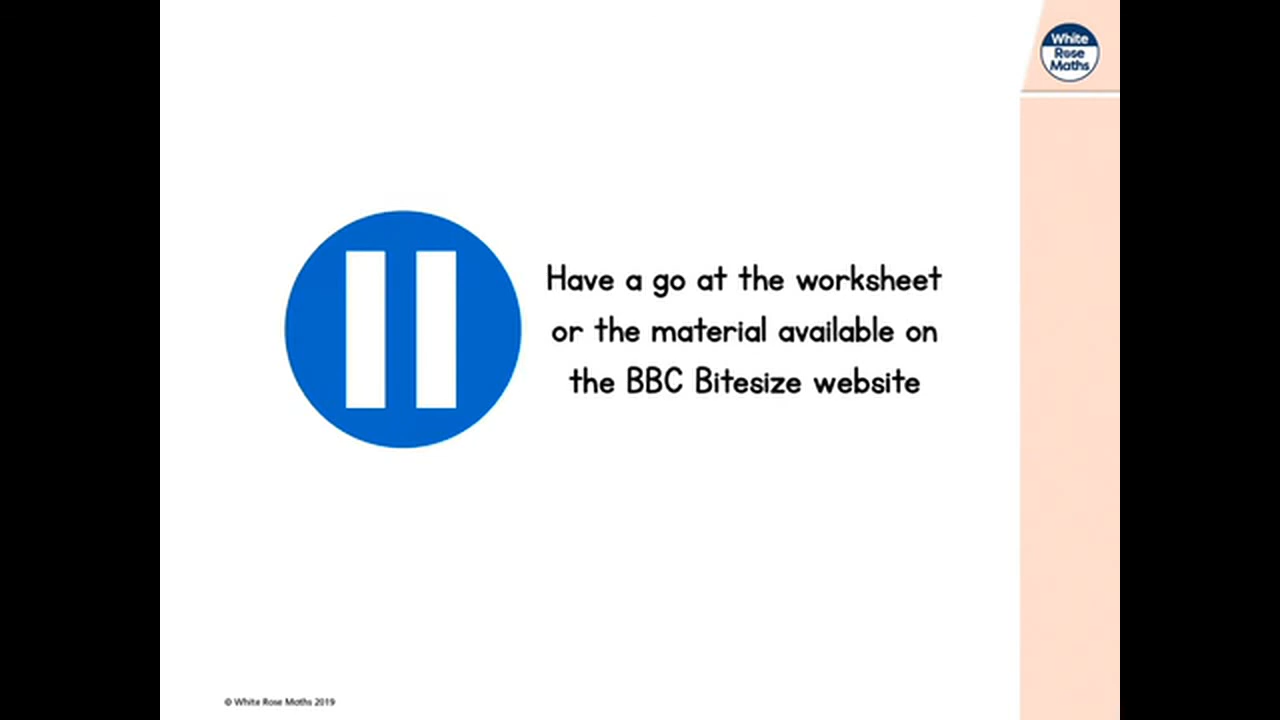 White
Rose
Maths
Have a go at the worksheet
or the material available on
the BBC Bitesize website
© White Rose Maths 2019